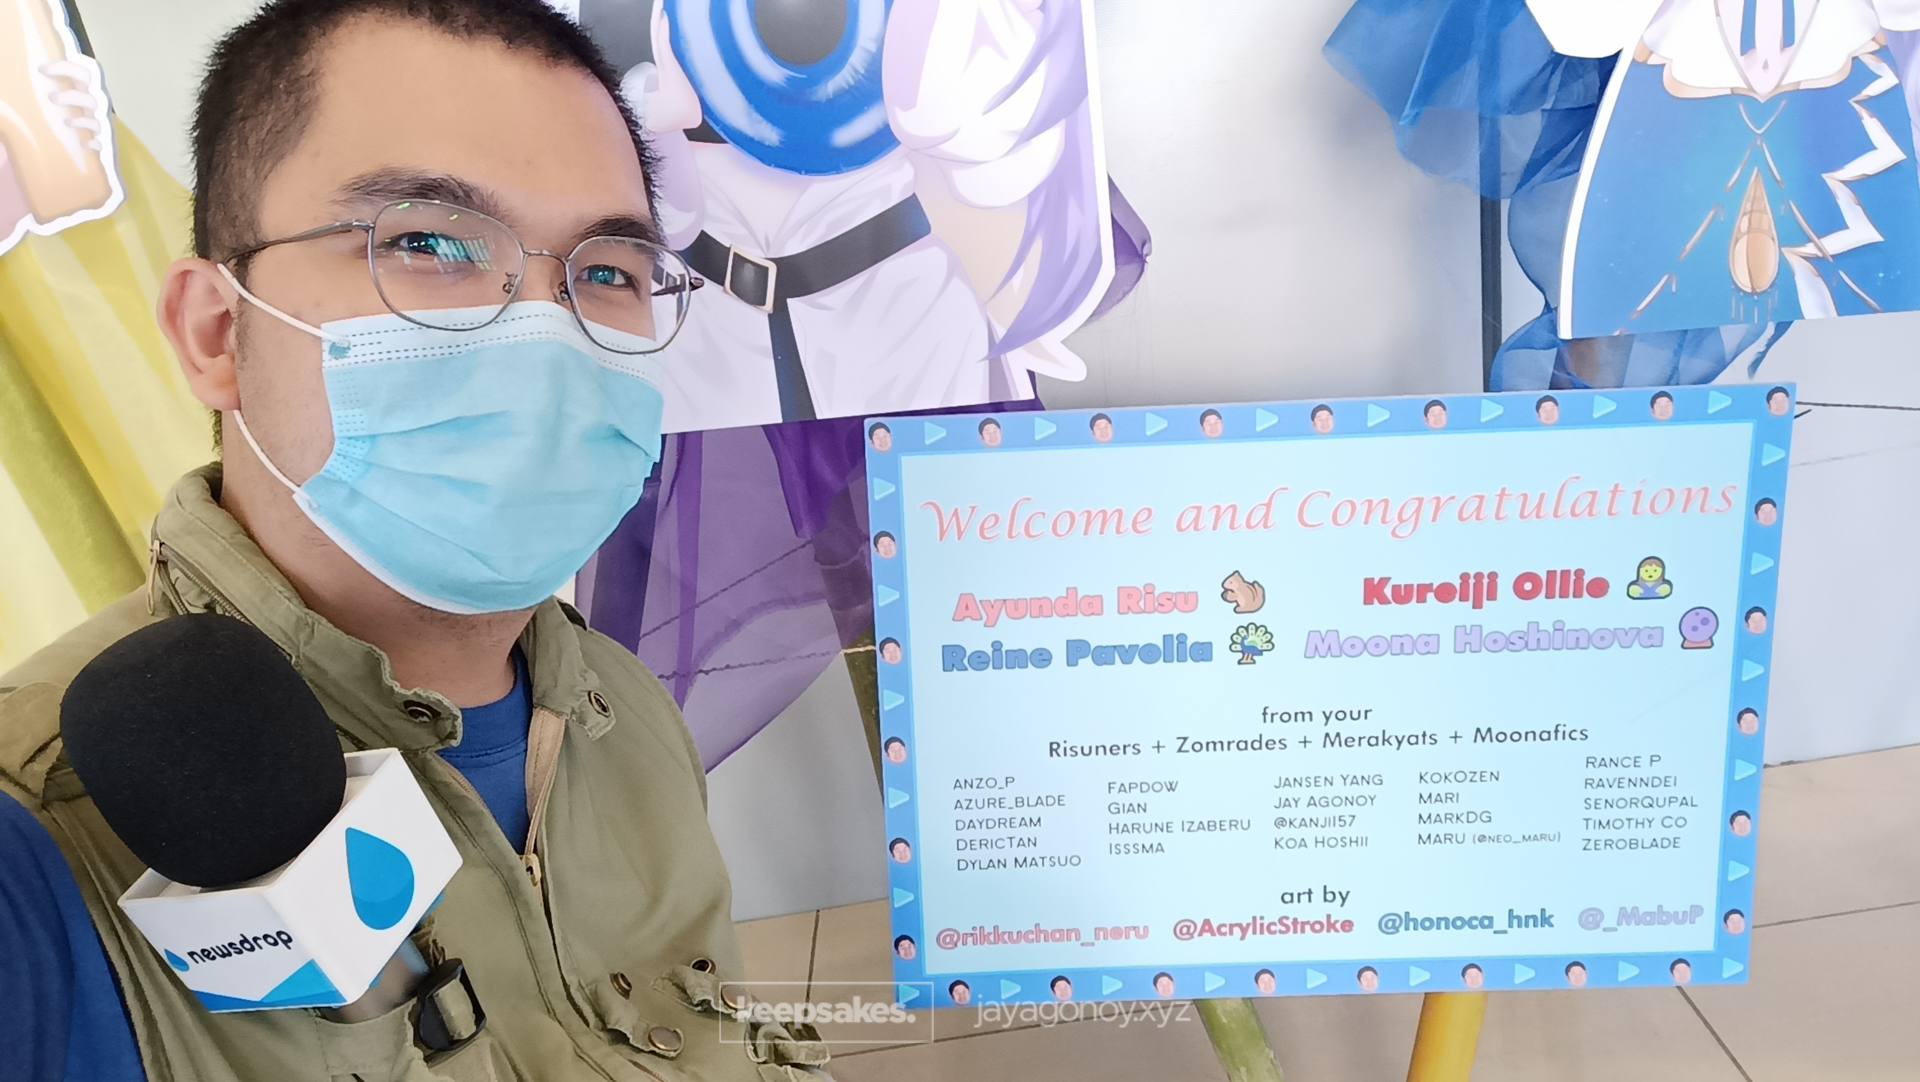 Welcome and Congratulations
Ayunda Risu
Kureiji Ollie
Reine Pavolia
Moona Hoshinova
from your
Risuners + Zomrades + Merakyats + Moonafics
ANZO_P
AZURE_BLADE
DAYDREAM
DERICTAN
DYLAN MATSUO
FAPDOW
GIAN
HARUNE IZABERU
ISSSMA
JANSEN YANG
JAY AGONOY
@KANJII57
KOA HOSHII
KOKOZEN
MARI
MARKDG
MARU (@NEO_MARU)
RANCE P
RAVENNDEI
SENORQUPAL
TIMOTHY CO
ZEROBLADE
art by
@rikkuchan_neru @AcrylicStroke @honoca_hnk @_MabuP
newsdrop
keepsakes. jayagonoy.xyz